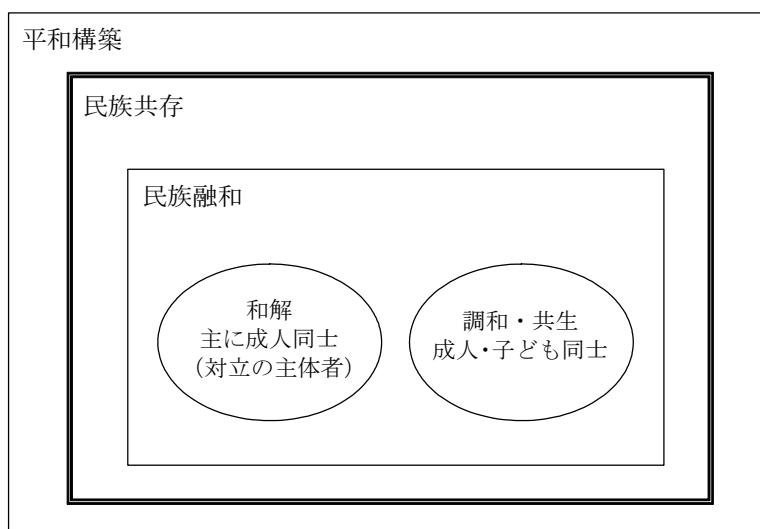 平和構築
民族共存
民族融和
和解
主に成人同士
(対立の主体者)
調和・共生
成人・子ども同士